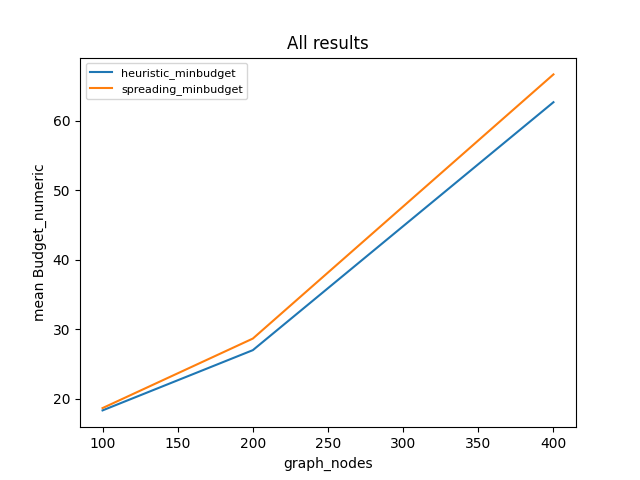 All results
heuristic_minbudget
spreading_minbudget
mean Budget_numeric
60
50
40
30
20
100 150 200 250 300 350 400
graph_nodes